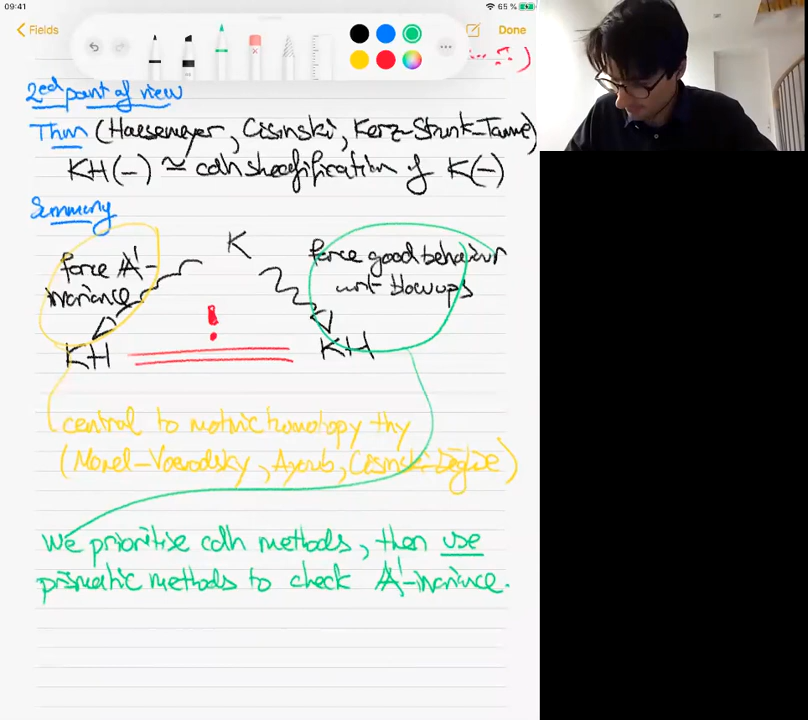 09:41
65 %
Fields
Done
2nd point of view
Thm (Haesemeyer, Cisinski, Kerz-Strunk-Tamme)
KH(-) ≃ cdh sheafification of K(-)
Summary
K
force A¹-
invariance
force good behaviour
wrt blowups
!
KH
KH
central to motivic homotopy thy
(Morel-Voevodsky, Ayoub, Cisinski-Déglise)
We prioritise cdh methods, then use
prismatic methods to check A¹-invariance.